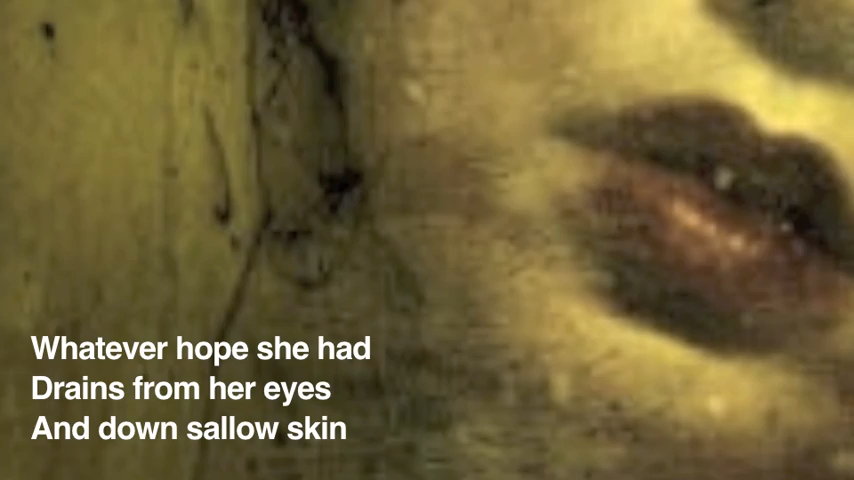 Whatever hope she had
Drains from her eyes
And down sallow skin